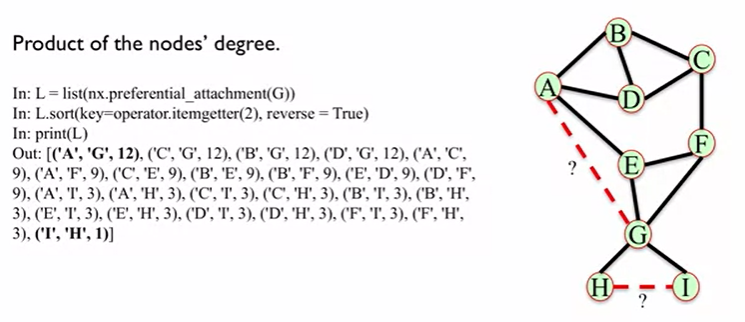 Product of the nodes' degree.
In: L = list(nx.preferential_attachment(G))
In: L.sort(key=operator.itemgetter(2), reverse = True)
In: print(L)
Out: [('A', 'G', 12), ('C', 'G', 12), ('B', 'G', 12), ('D', 'G', 12), ('A', 'C',
9), ('A', 'F', 9), ('C', 'E', 9), ('B', 'E', 9), ('B', 'F', 9), ('E', 'D', 9), ('D', 'F',
9), ('A', 'I', 3), ('A', 'H', 3), ('C', 'I', 3), ('C', 'H', 3), ('B', 'I', 3), ('B', 'H',
3), ('E', 'I', 3), ('E', 'H', 3), ('D', 'I', 3), ('D', 'H', 3), ('F', 'I', 3), ('F', 'H',
3), ('I', 'H', 1)]
B
C
A
D
F
E
?
G
H
I
?